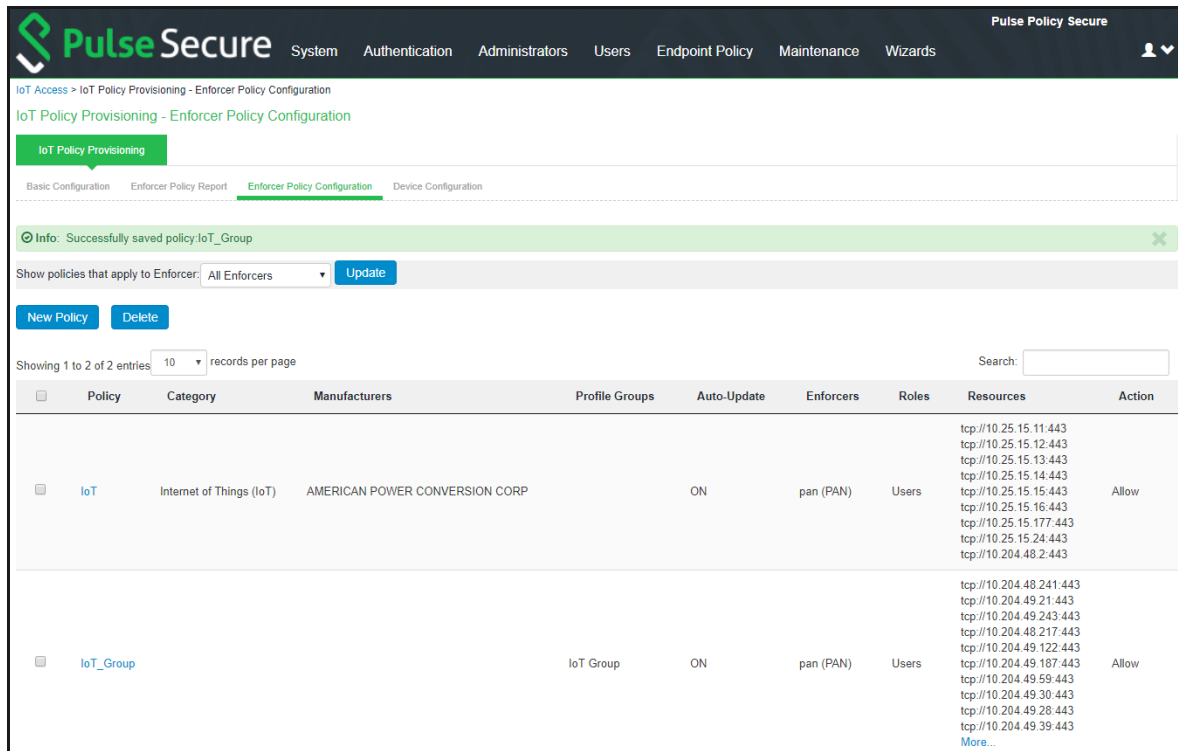 Pulse Policy Secure
Pulse Secure System Authentication Administrators Users Endpoint Policy Maintenance Wizards
IoT Access > IoT Policy Provisioning - Enforcer Policy Configuration
IoT Policy Provisioning - Enforcer Policy Configuration
IoT Policy Provisioning
Basic Configuration Enforcer Policy Report Enforcer Policy Configuration Device Configuration
Info: Successfully saved policy:IoT_Group
Show policies that apply to Enforcer: All Enforcers Update
New Policy Delete
Showing 1 to 2 of 2 entries 10 records per page Search:
Policy Category Manufacturers Profile Groups Auto-Update Enforcers Roles Resources Action
tcp://10.25.15.11:443
tcp://10.25.15.12:443
tcp://10.25.15.13:443
tcp://10.25.15.14:443
IoT Internet of Things (IoT) AMERICAN POWER CONVERSION CORP ON pan (PAN) Users tcp://10.25.15.15:443 Allow
tcp://10.25.15.16:443
tcp://10.25.15.177:443
tcp://10.25.15.24:443
tcp://10.204.48.2:443
tcp://10.204.48.241:443
tcp://10.204.49.21:443
tcp://10.204.49.243:443
tcp://10.204.48.217:443
tcp://10.204.49.122:443
IoT_Group IoT Group ON pan (PAN) Users tcp://10.204.49.187:443 Allow
tcp://10.204.49.59:443
tcp://10.204.49.30:443
tcp://10.204.49.28:443
tcp://10.204.49.39:443
More...